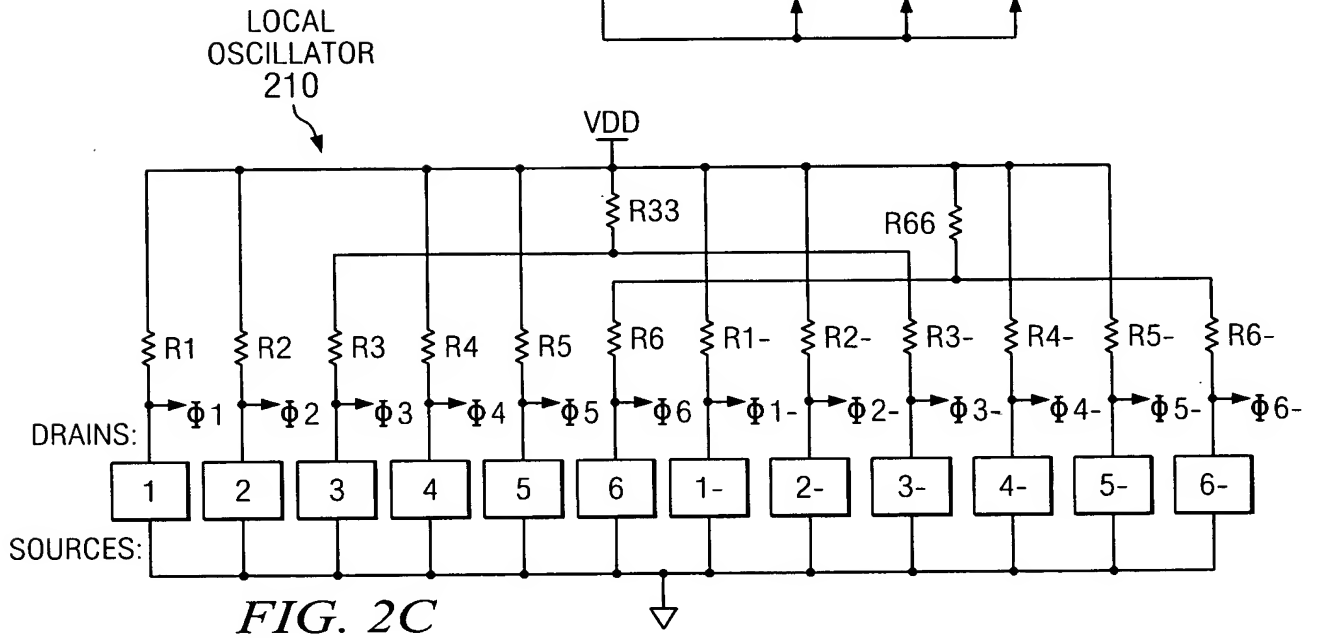 LOCAL
OSCILLATOR
210
VDD
R33
R66
R1 R2 R3 R4 R5 R6 R1- R2- R3- R4- R5- R6-
Φ1 Φ2 Φ3 Φ4 Φ5 Φ6 Φ1- Φ2- Φ3- Φ4- Φ5- Φ6-
DRAINS:
1 2 3 4 5 6 1- 2- 3- 4- 5- 6-
SOURCES:
FIG. 2C